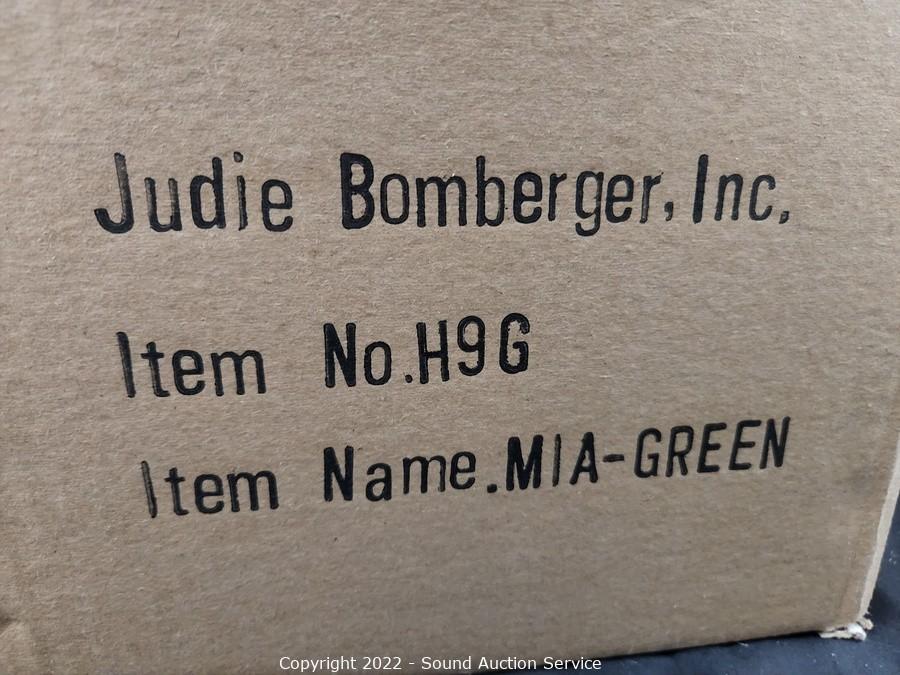 Judie Bomberger, Inc.
Item No.H9G
Item Name.MIA-GREEN
Copyright 2022 - Sound Auction Service